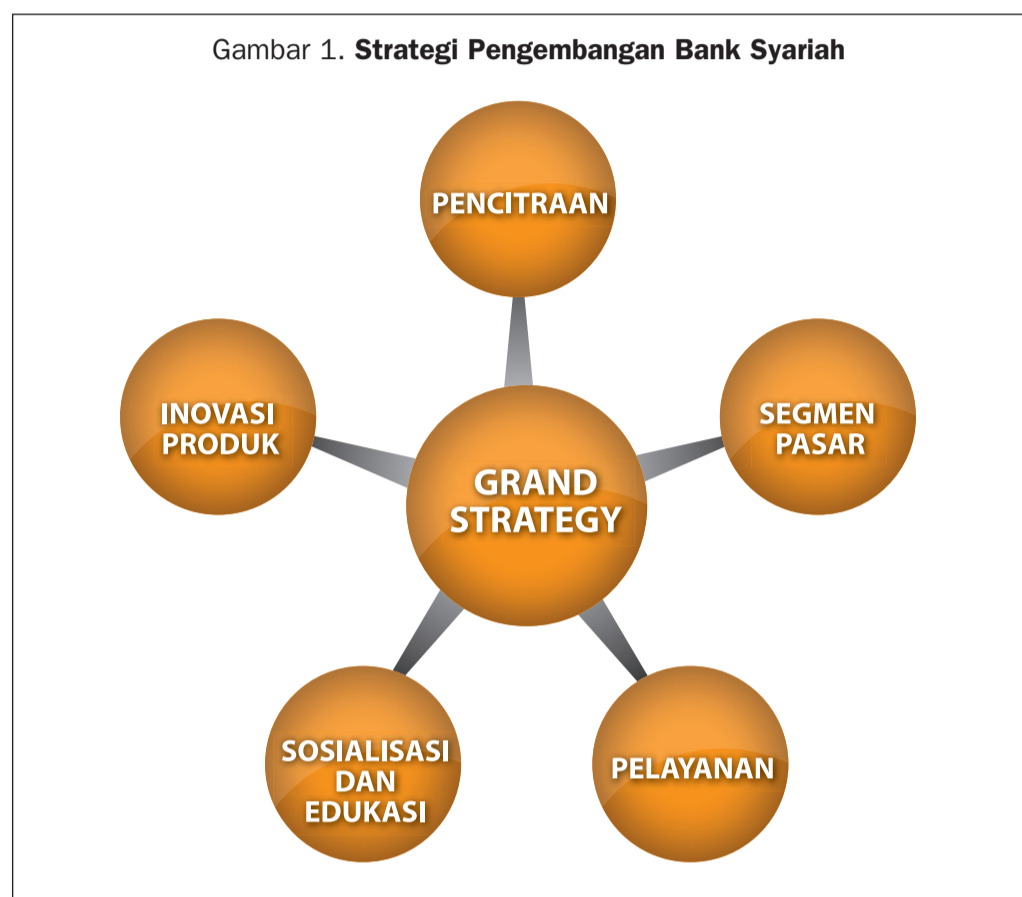 Gambar 1. Strategi Pengembangan Bank Syariah
PENCITRAAN
INOVASI
PRODUK
SEGMEN
PASAR
GRAND
STRATEGY
SOSIALISASI
DAN
EDUKASI
PELAYANAN